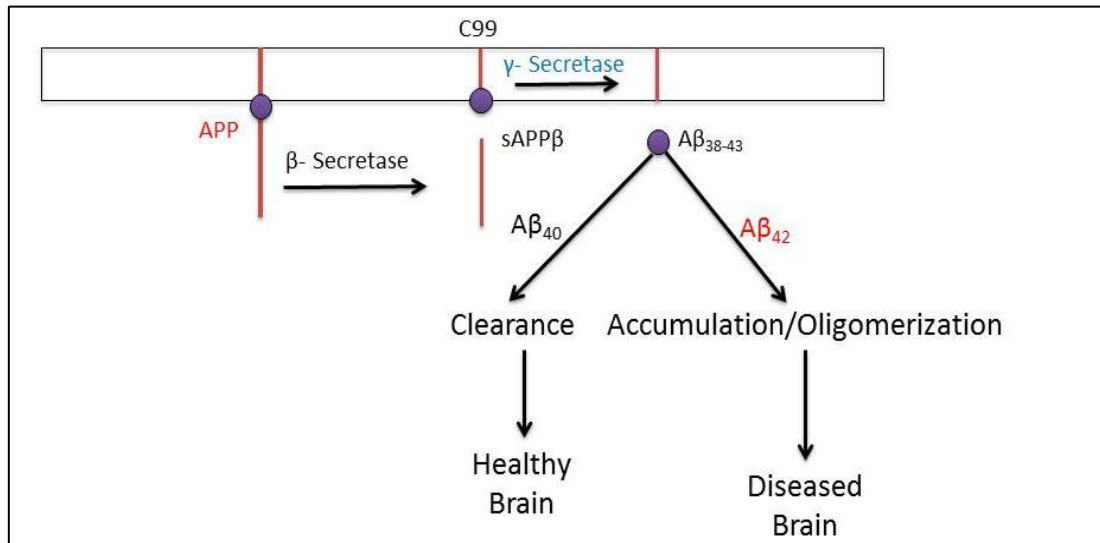 C99
γ- Secretase
APP
sAPPβ
Aβ38-43
β- Secretase
Aβ40
Aβ42
Clearance
Accumulation/Oligomerization
Healthy
Brain
Diseased
Brain